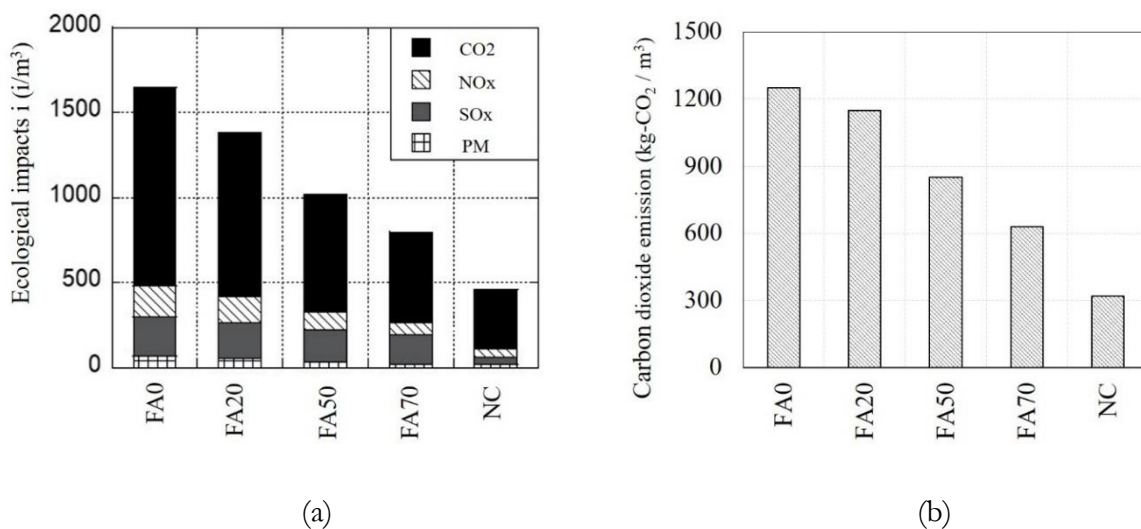 Ecological impacts i (i/m³)
2000
1500
1000
500
0
CO2
NOx
SOx
PM
FA0
FA20
FA50
FA70
NC
(a)
Carbon dioxide emission (kg-CO₂ / m³)
1500
1200
900
600
300
0
FA0
FA20
FA50
FA70
NC
(b)